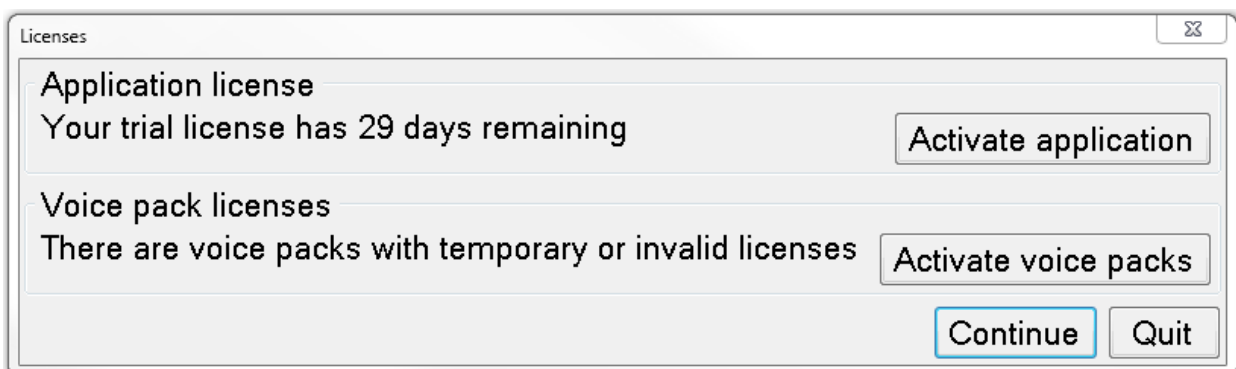 Licenses
Application license
Your trial license has 29 days remaining
Activate application
Voice pack licenses
There are voice packs with temporary or invalid licenses
Activate voice packs
Continue
Quit